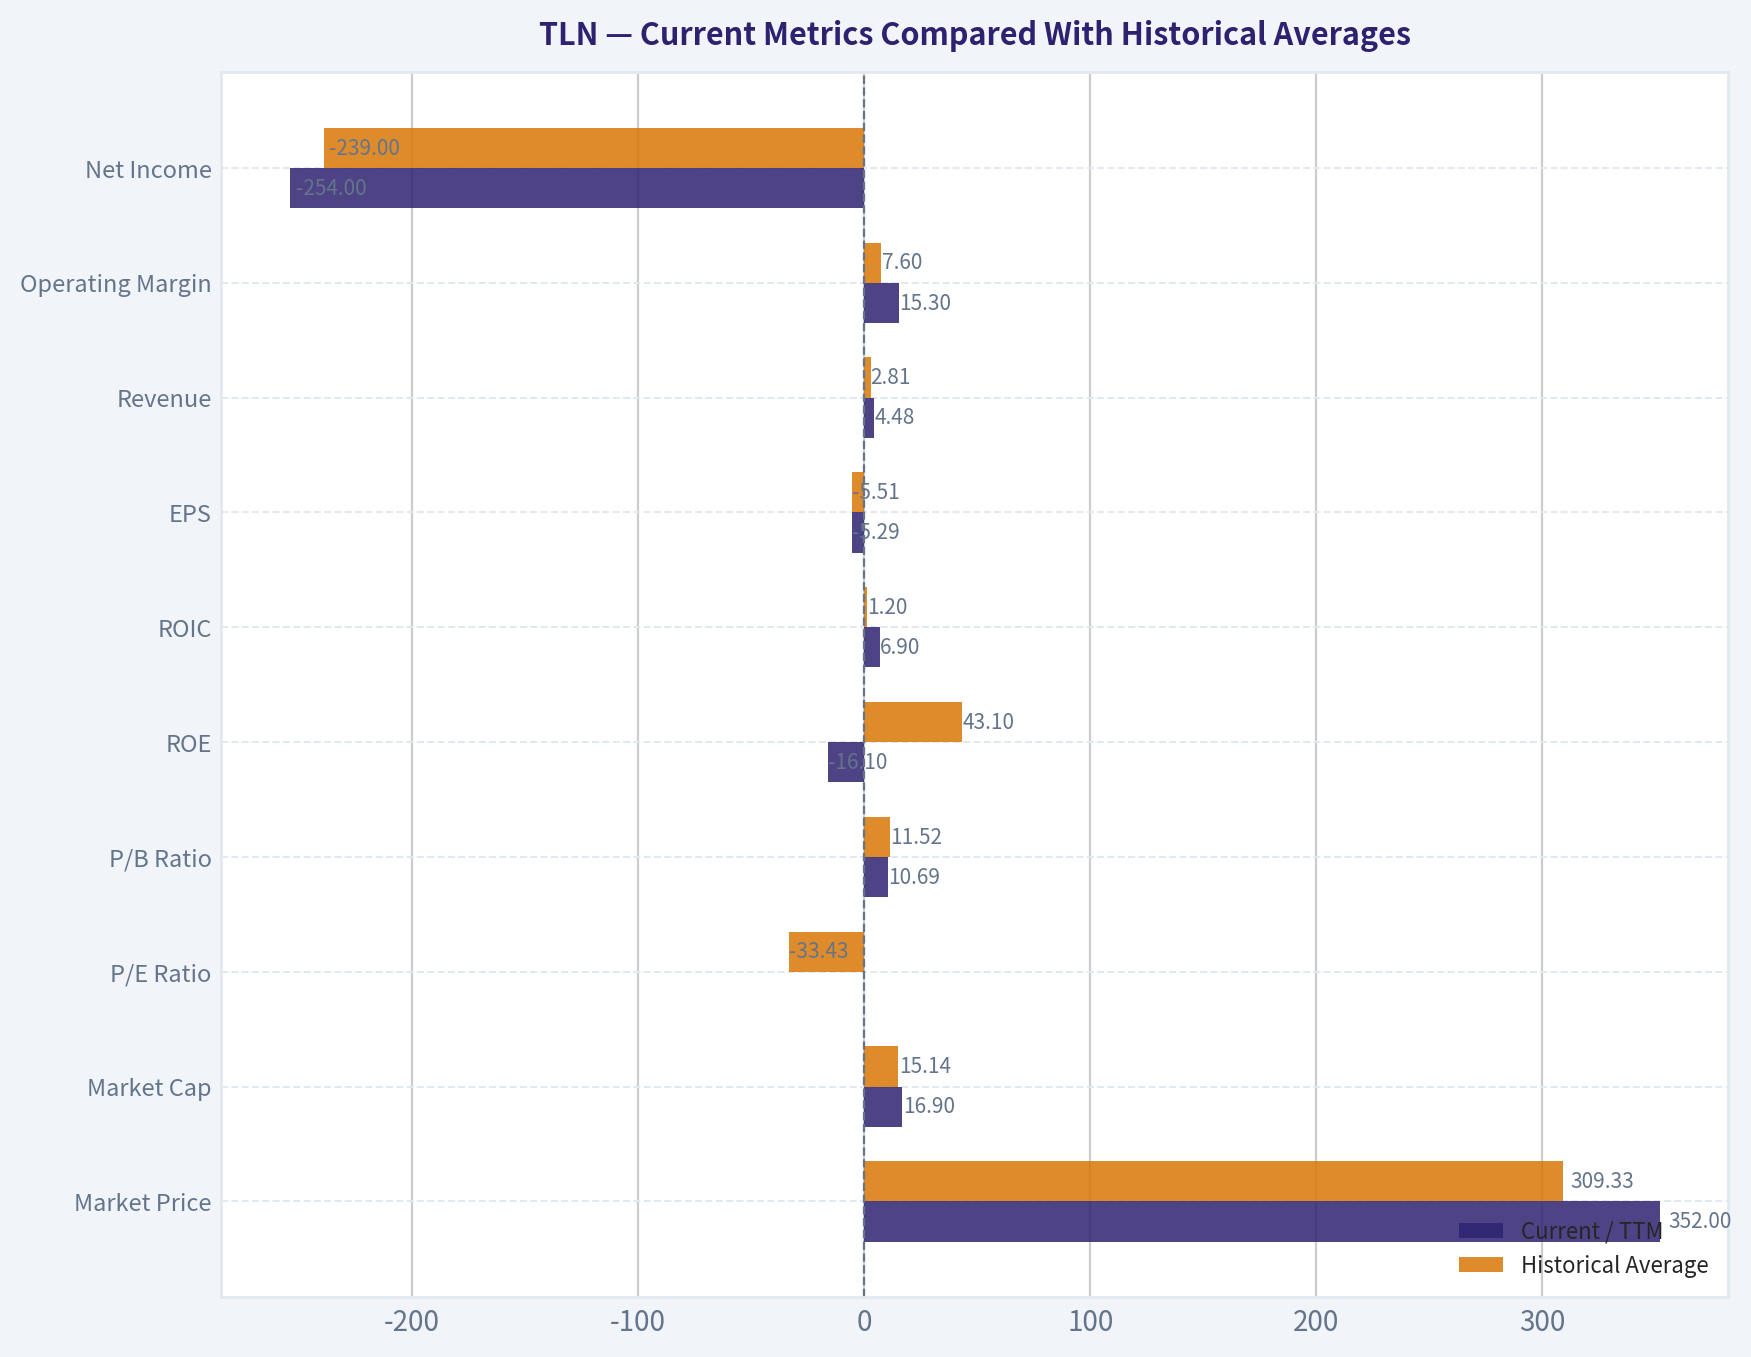 TLN — Current Metrics Compared With Historical Averages
Net Income
-239.00
-254.00
Operating Margin
7.60
15.30
Revenue
2.81
4.48
EPS
-5.51
-5.29
ROIC
1.20
6.90
ROE
43.10
-16.10
P/B Ratio
11.52
10.69
P/E Ratio
-33.43
Market Cap
15.14
16.90
Market Price
309.33
352.00
Current / TTM
Historical Average
-200 -100 0 100 200 300